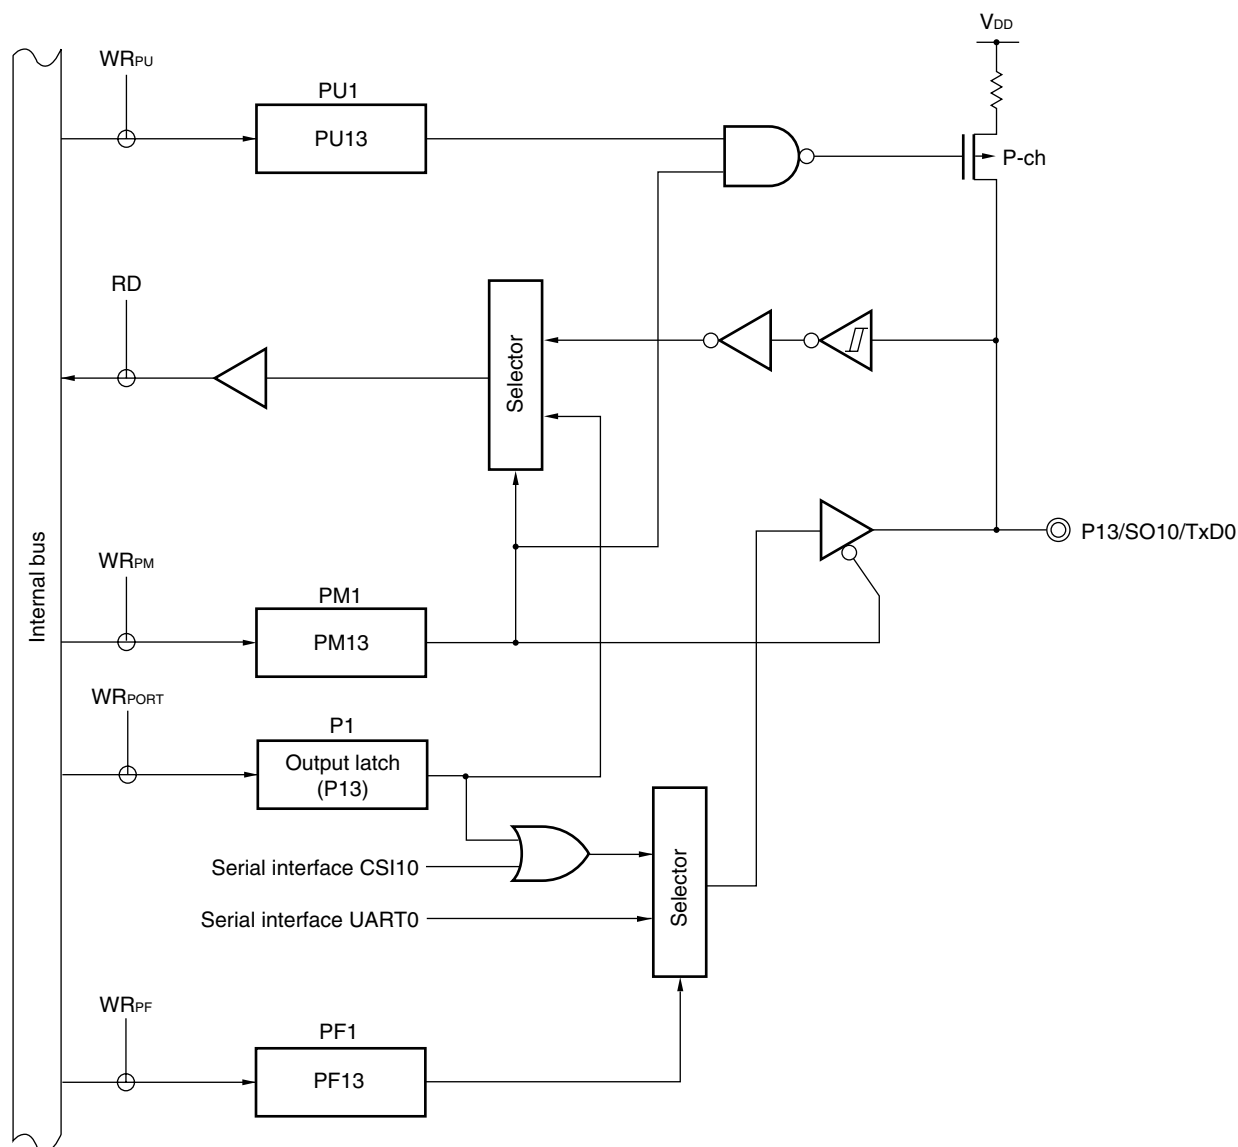 VDD
WRPU
PU1
PU13
P-ch
RD
Selector
Internal bus
P13/SO10/TxD0
WRPM
PM1
PM13
WRPORT
P1
Output latch
(P13)
Serial interface CSI10
Selector
Serial interface UART0
WRPF
PF1
PF13